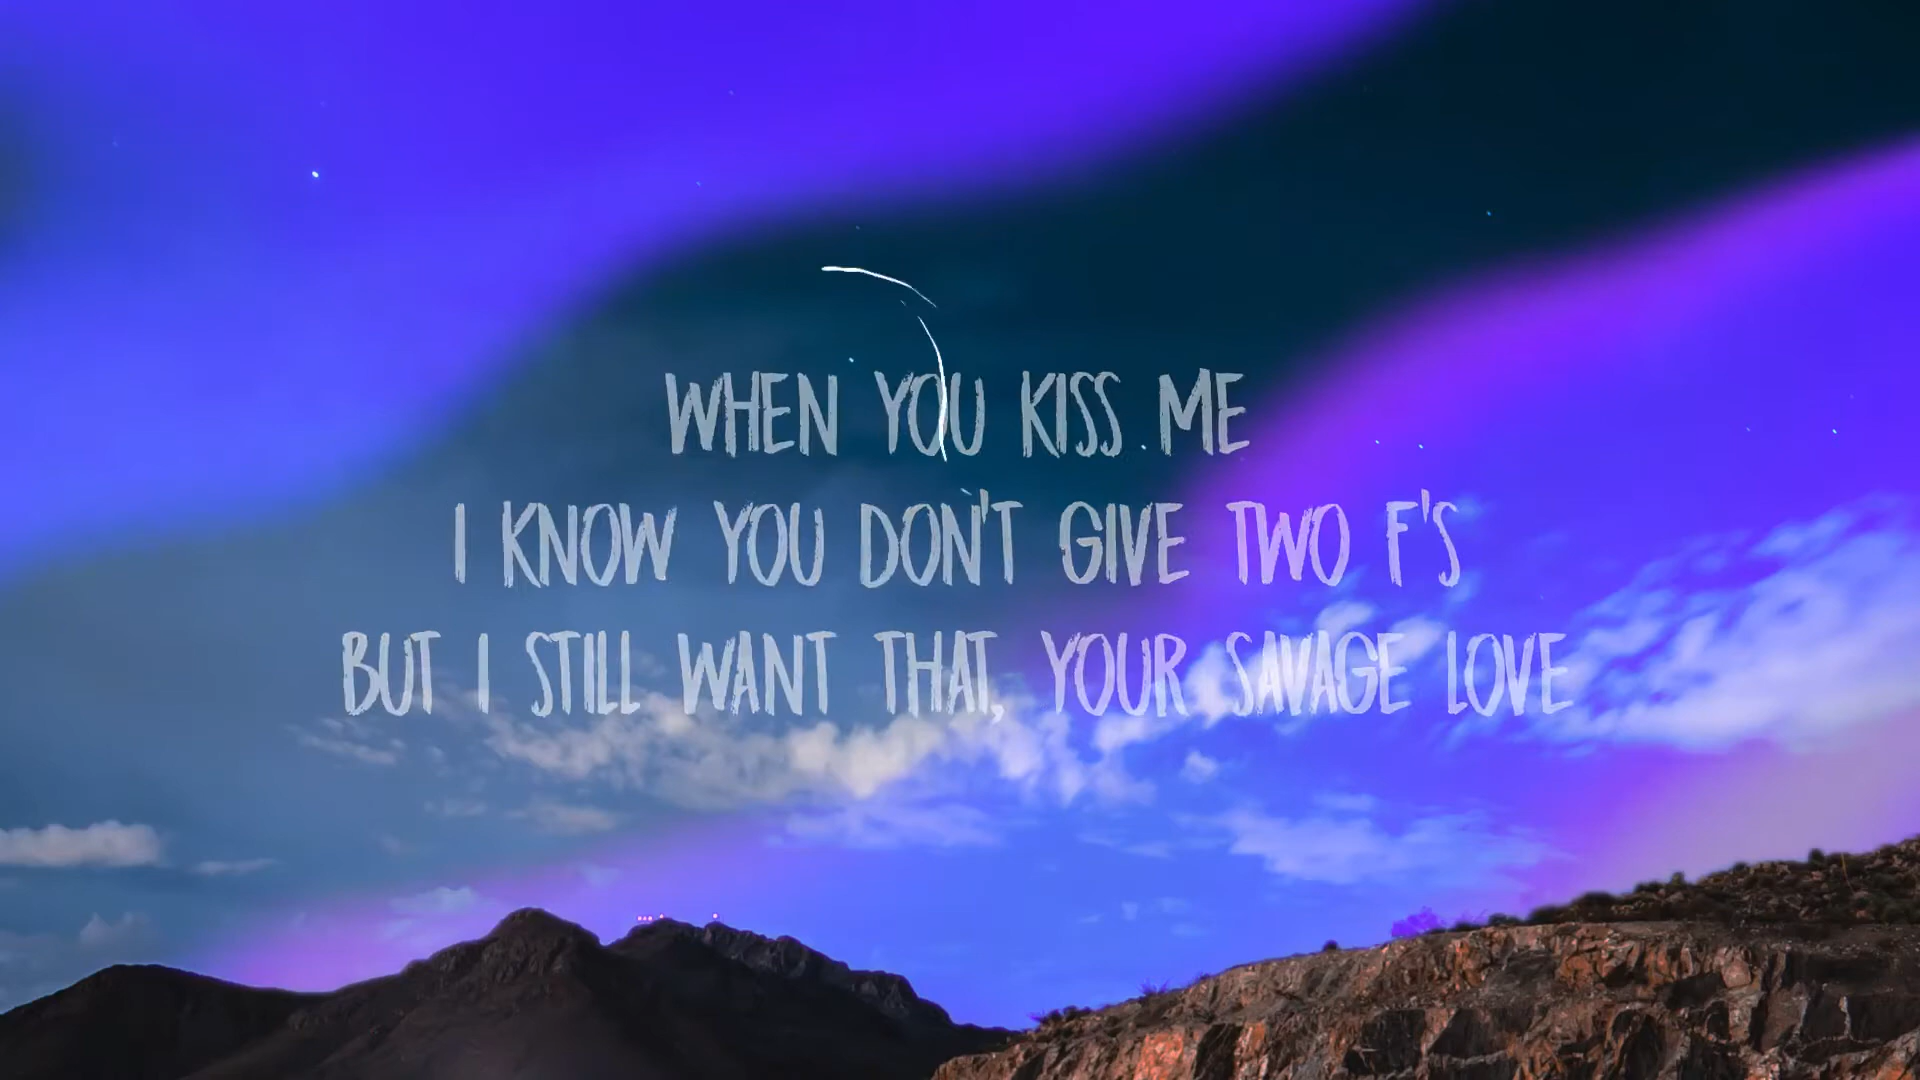 WHEN YOU KISS ME
I KNOW YOU DON'T GIVE TWO F'S
BUT I STILL WANT THAT, YOUR SAVAGE LOVE